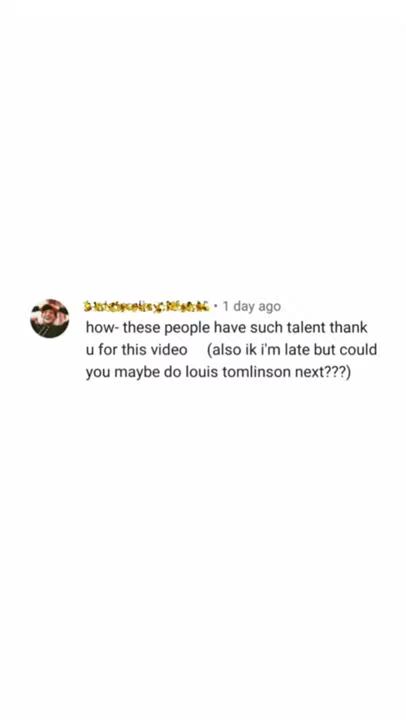 • 1 day ago
how- these people have such talent thank
u for this video (also ik i'm late but could
you maybe do louis tomlinson next???)